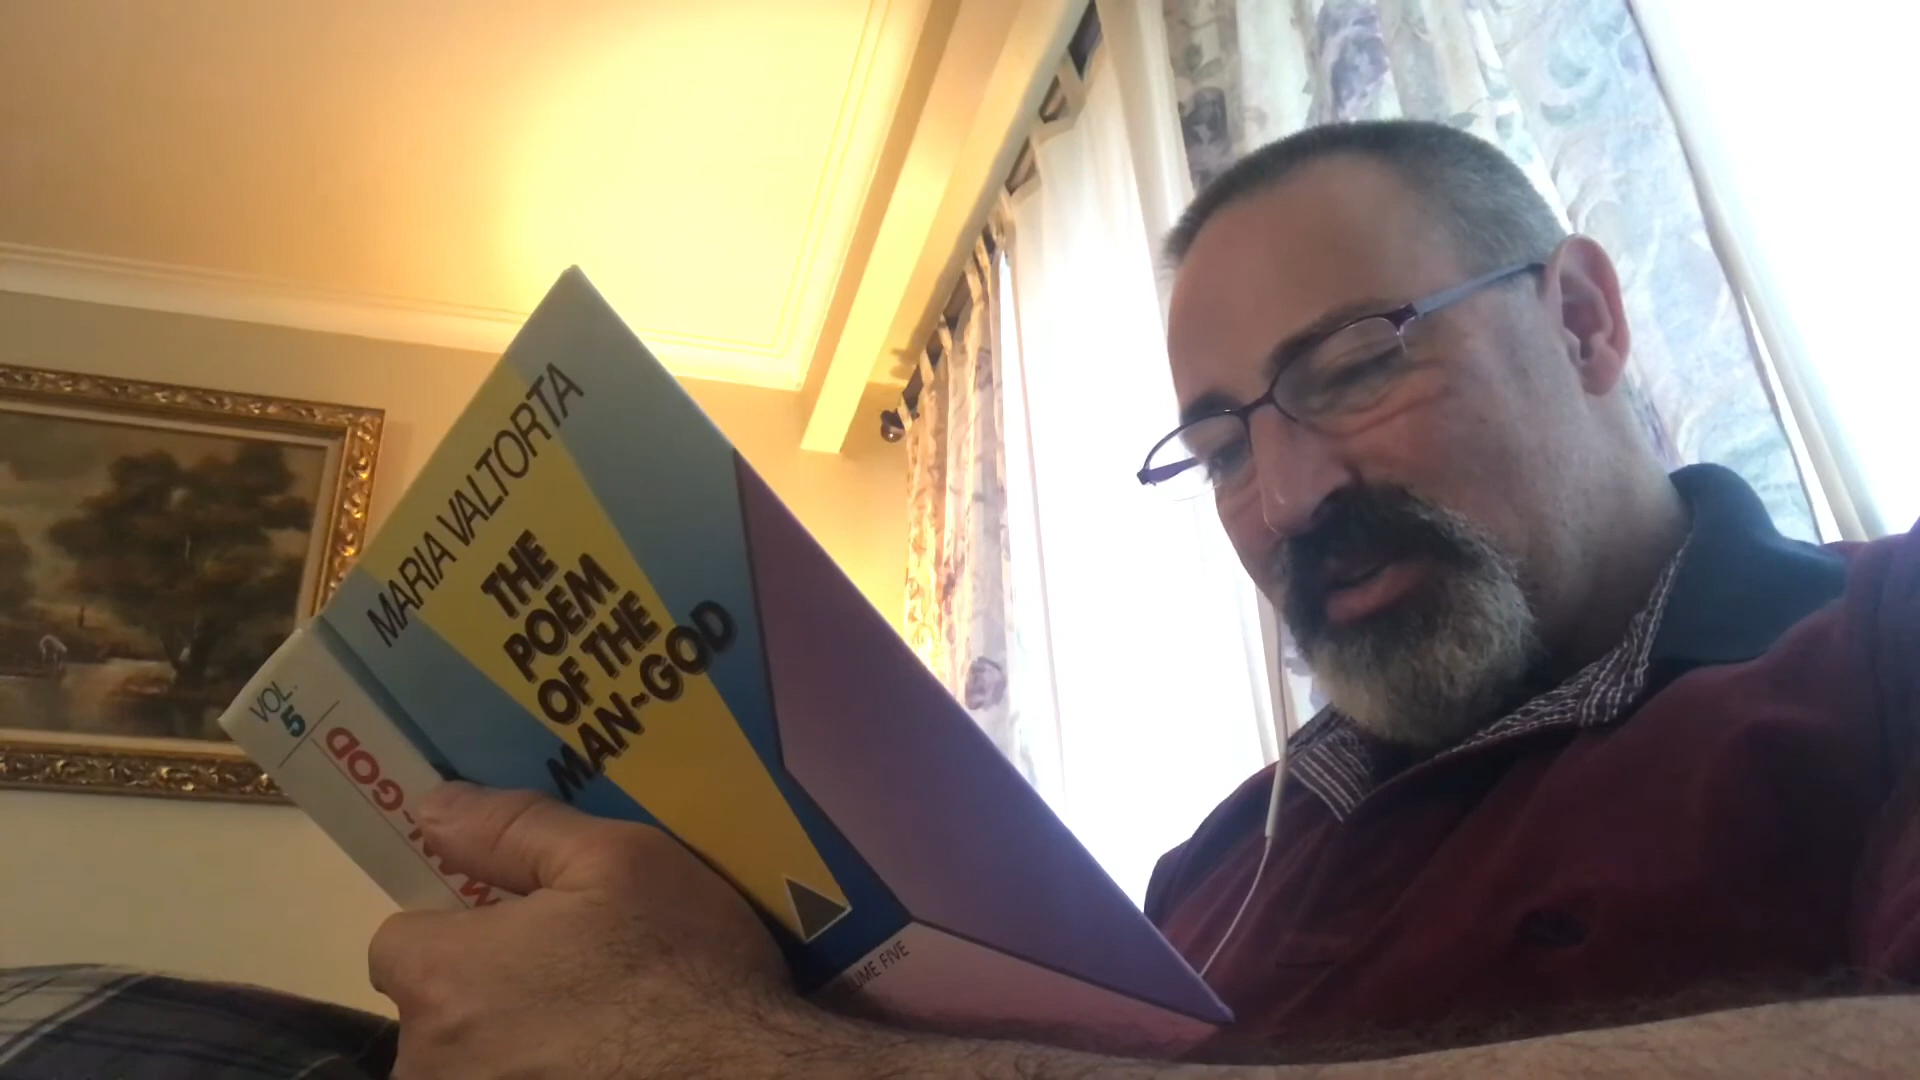 MARIA VALTORTA
THE
POEM
OF THE
MAN~GOD
VOL.
5